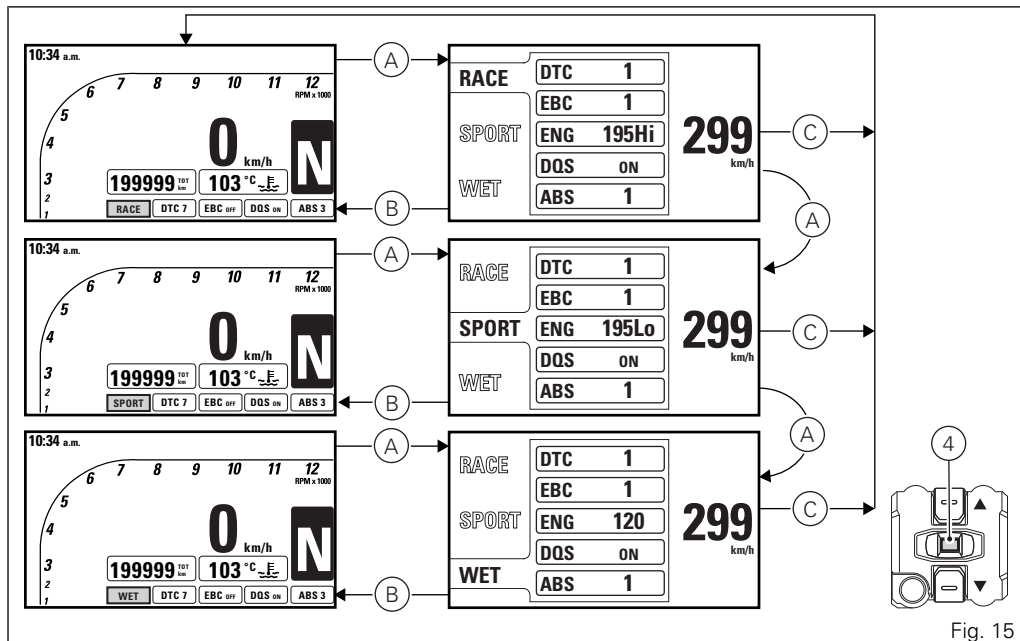 10:34 a.m.
1 2 3 4 5 6 7 8 9 10 11 12
RPM x 1000
0 km/h N
199999 TOT km 103 °C
RACE DTC 7 EBC OFF DQS ON ABS 3
A
B
RACE
SPORT
WET
DTC 1
EBC 1
ENG 195Hi
DQS ON
ABS 1
299
km/h
C
A
10:34 a.m.
1 2 3 4 5 6 7 8 9 10 11 12
RPM x 1000
0 km/h N
199999 TOT km 103 °C
SPORT DTC 7 EBC OFF DQS ON ABS 3
A
B
RACE
SPORT
WET
DTC 1
EBC 1
ENG 195Lo
DQS ON
ABS 1
299
km/h
C
A
10:34 a.m.
1 2 3 4 5 6 7 8 9 10 11 12
RPM x 1000
0 km/h N
199999 TOT km 103 °C
WET DTC 7 EBC OFF DQS ON ABS 3
A
B
RACE
SPORT
WET
DTC 1
EBC 1
ENG 120
DQS ON
ABS 1
299
km/h
C
4
Fig. 15